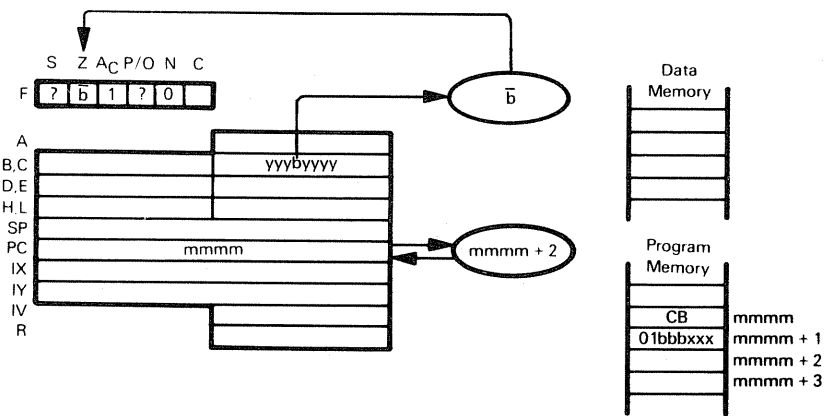 S Z AC P/O N C
F ? b̅ 1 ? 0
b̅
A
B,C yyybyyyy
D,E
H,L
SP
PC mmmm
mmmm + 2
IX
IY
IV
R
Data
Memory
Program
Memory
CB mmmm
01bbbxxx mmmm + 1
mmmm + 2
mmmm + 3